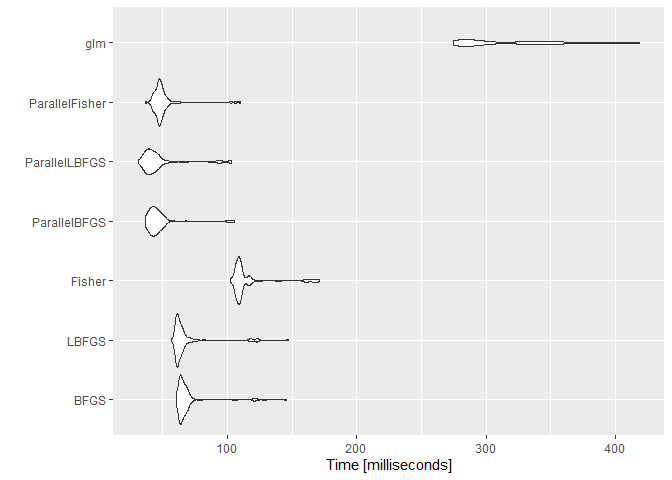 glm
ParallelFisher
ParallelLBFGS
ParallelBFGS
Fisher
LBFGS
BFGS
100 200 300 400
Time [milliseconds]